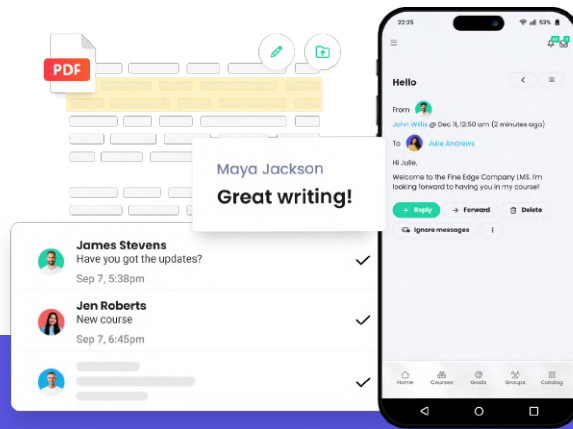 PDF
Maya Jackson
Great writing!
James Stevens
Have you got the updates?
Sep 7, 5:38pm
Jen Roberts
New course
Sep 7, 6:45pm
22:25
53%
Hello
From
John Willis @ Dec 11, 12:50 am (2 minutes ago)
To Julie Andrews
Hi Julie,
Welcome to the Fine Edge Company LMS. I'm
looking forward to having you in my course!
+ Reply → Forward Delete
Ignore messages
Home Courses Goals Groups Catalog